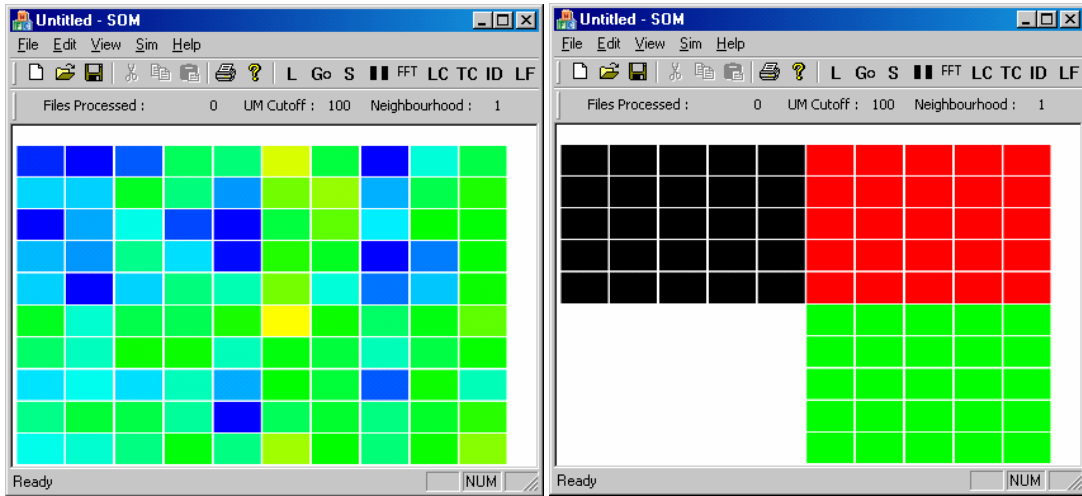 Untitled - SOM
File Edit View Sim Help
L Go S FFT LC TC ID LF
Files Processed : 0 UM Cutoff : 100 Neighbourhood : 1
Ready NUM
Untitled - SOM
File Edit View Sim Help
L Go S FFT LC TC ID LF
Files Processed : 0 UM Cutoff : 100 Neighbourhood : 1
Ready NUM